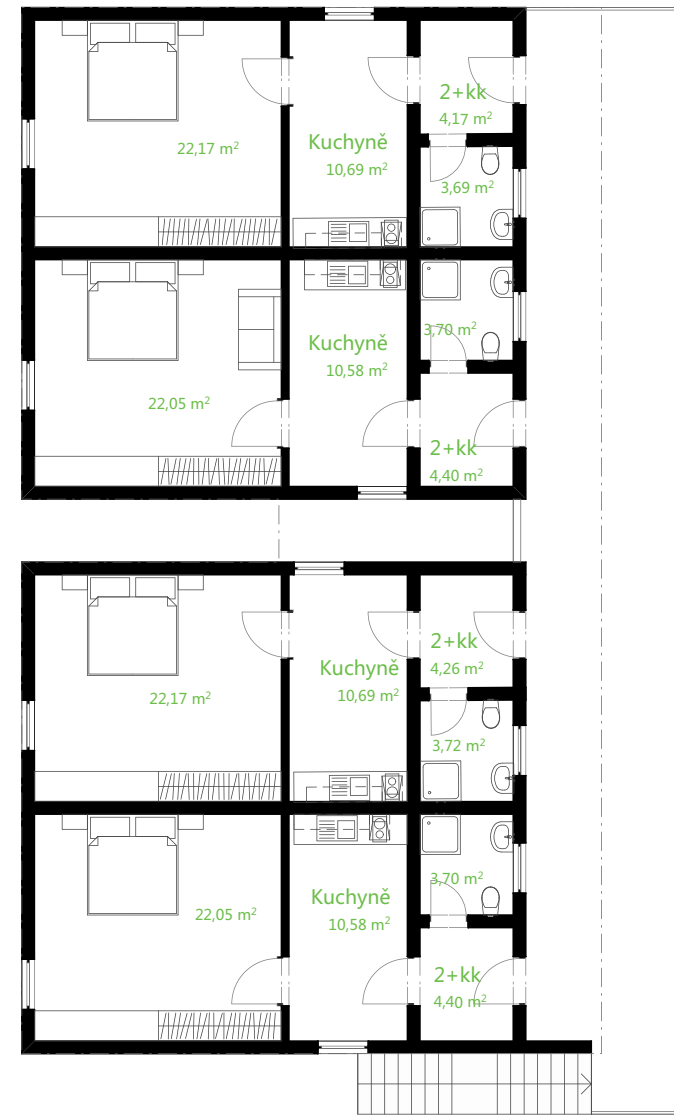 2+kk
4,17 m²
Kuchyně
22,17 m²
10,69 m²
3,69 m²
3,70 m²
Kuchyně
10,58 m²
22,05 m²
2+kk
4,40 m²
2+kk
4,26 m²
Kuchyně
22,17 m²
10,69 m²
3,72 m²
3,70 m²
Kuchyně
22,05 m²
10,58 m²
2+kk
4,40 m²